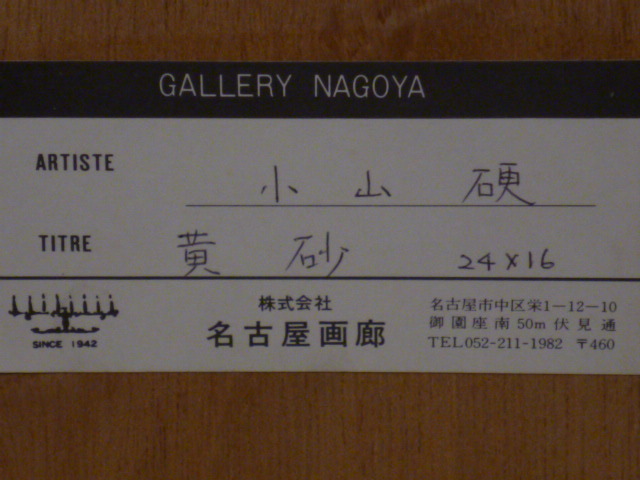 GALLERY NAGOYA
ARTISTE 小山 硬
TITRE 黄砂 24×16
SINCE 1942
株式会社
名古屋画廊
名古屋市中区栄1-12-10
御園座南50m伏見通
TEL052-211-1982 〒460